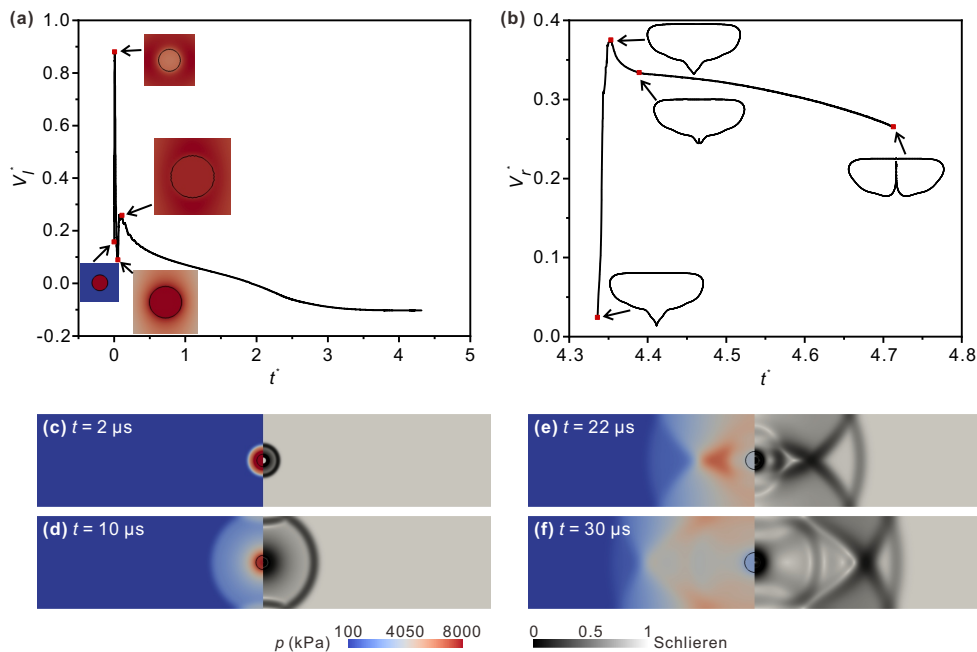 (a)
1.0
0.8
0.6
0.4
0.2
0.0
-0.2
V_l^*
0 1 2 3 4 5
t^*
(b)
0.4
0.3
0.2
0.1
0.0
V_r^*
4.3 4.4 4.5 4.6 4.7 4.8
t^*
(c) t = 2 μs
(d) t = 10 μs
(e) t = 22 μs
(f) t = 30 μs
p (kPa) 100 4050 8000
0 0.5 1 Schlieren